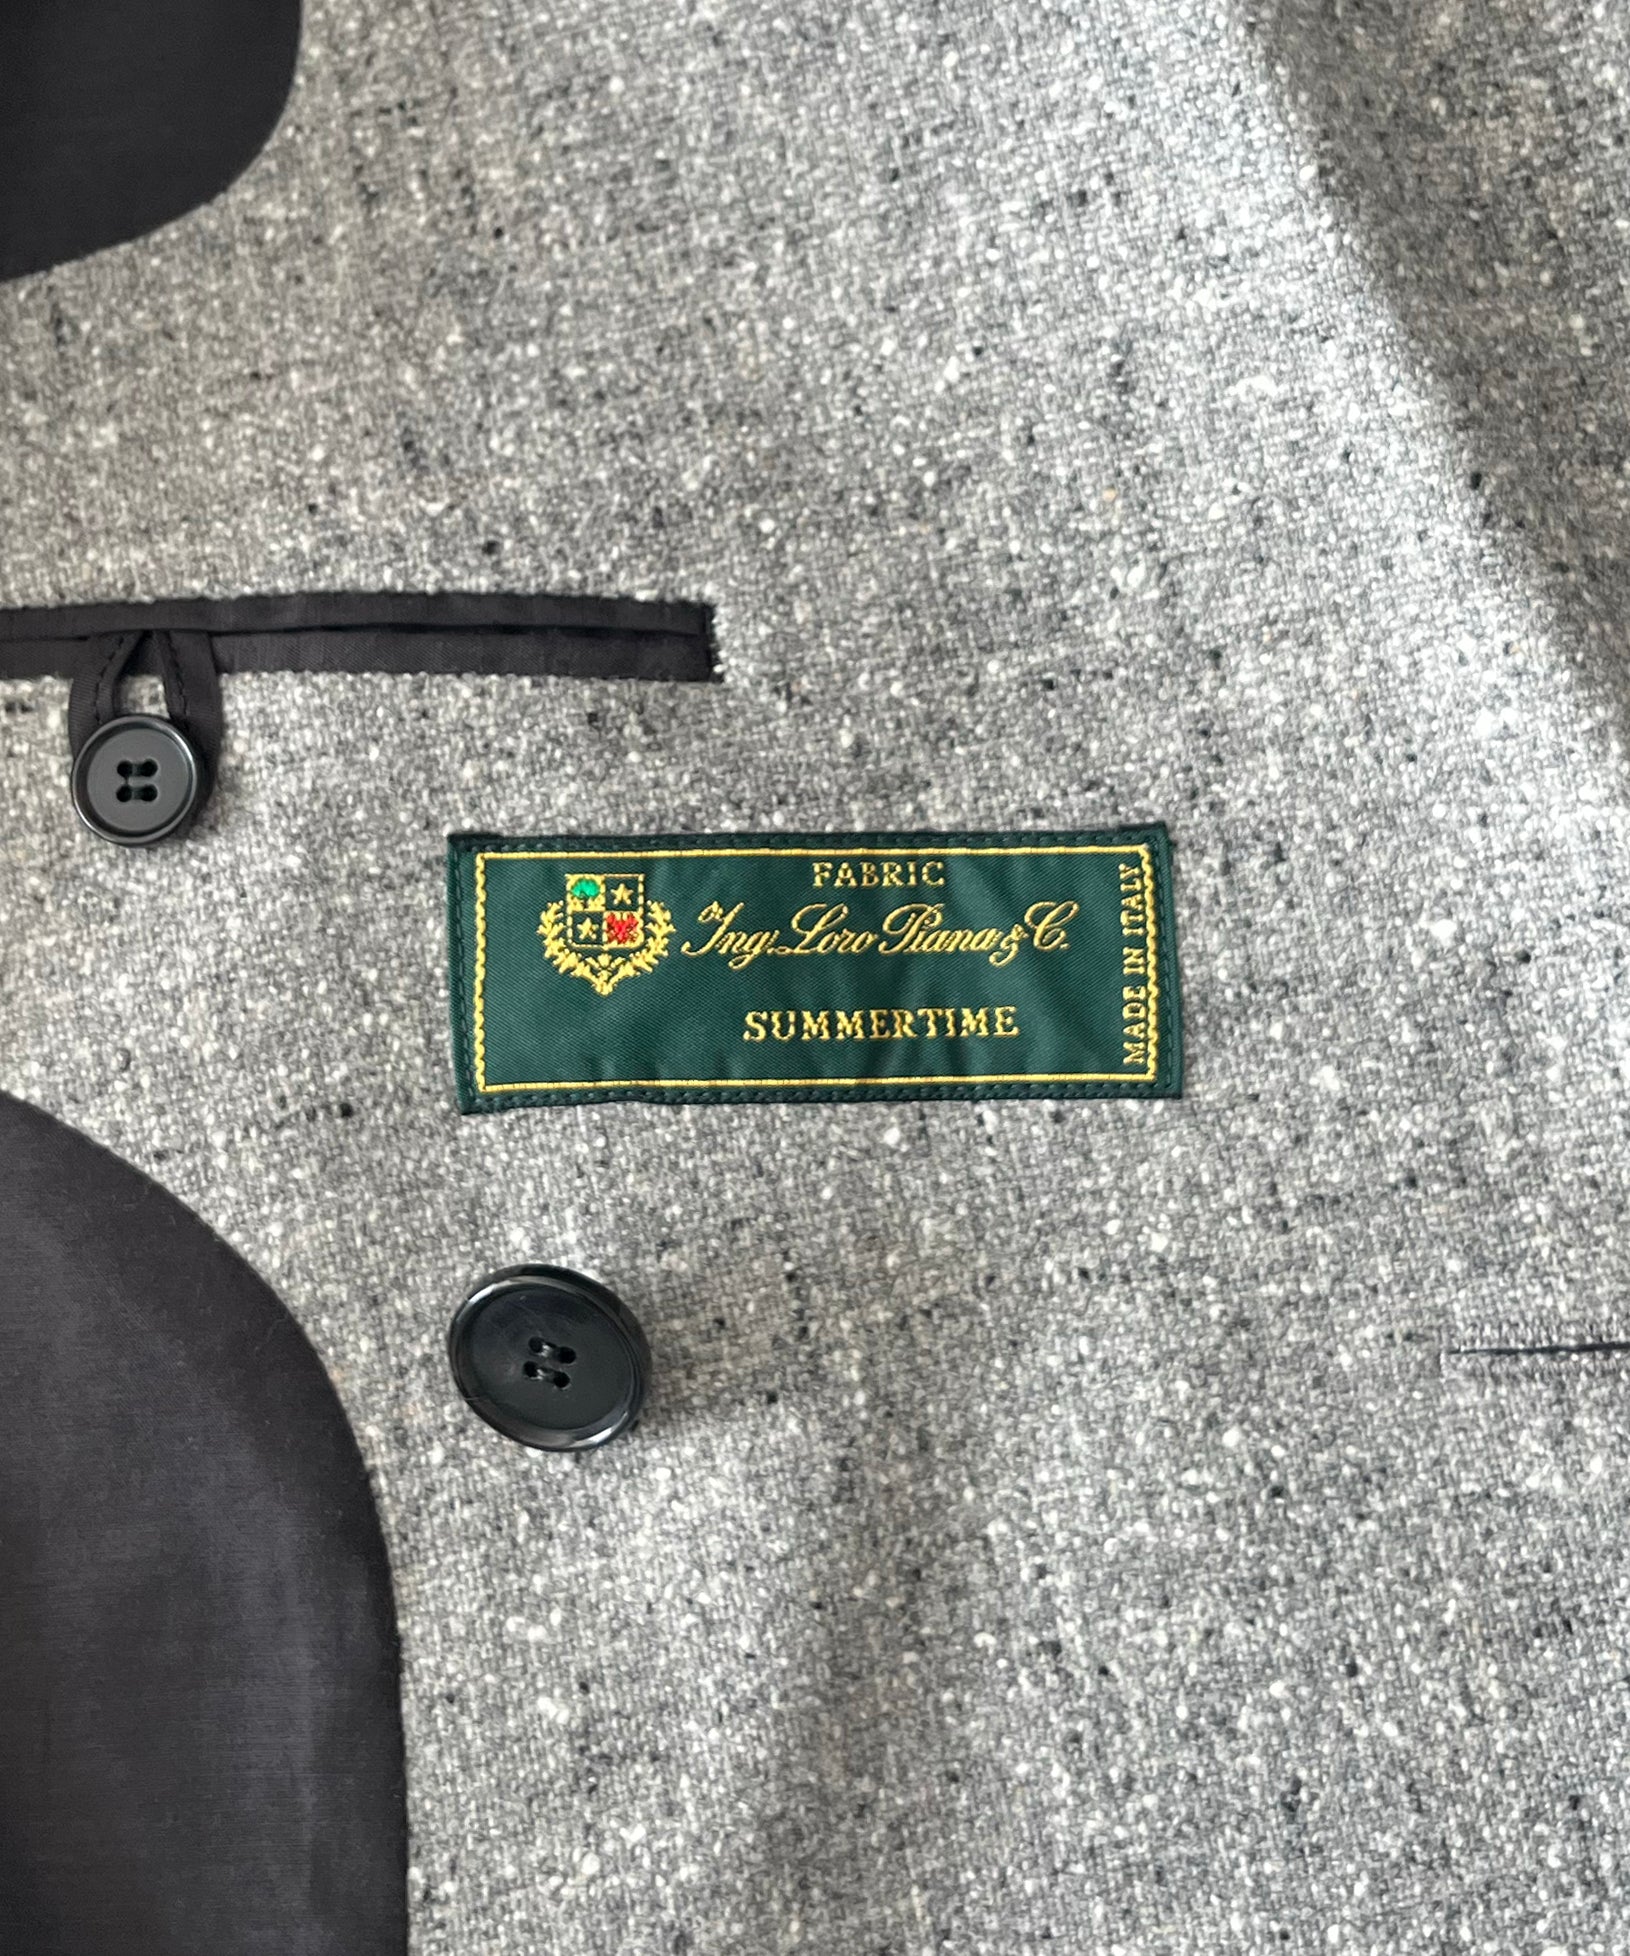 FABRIC
Ing. Loro Piana & C.
SUMMERTIME
MADE IN ITALY